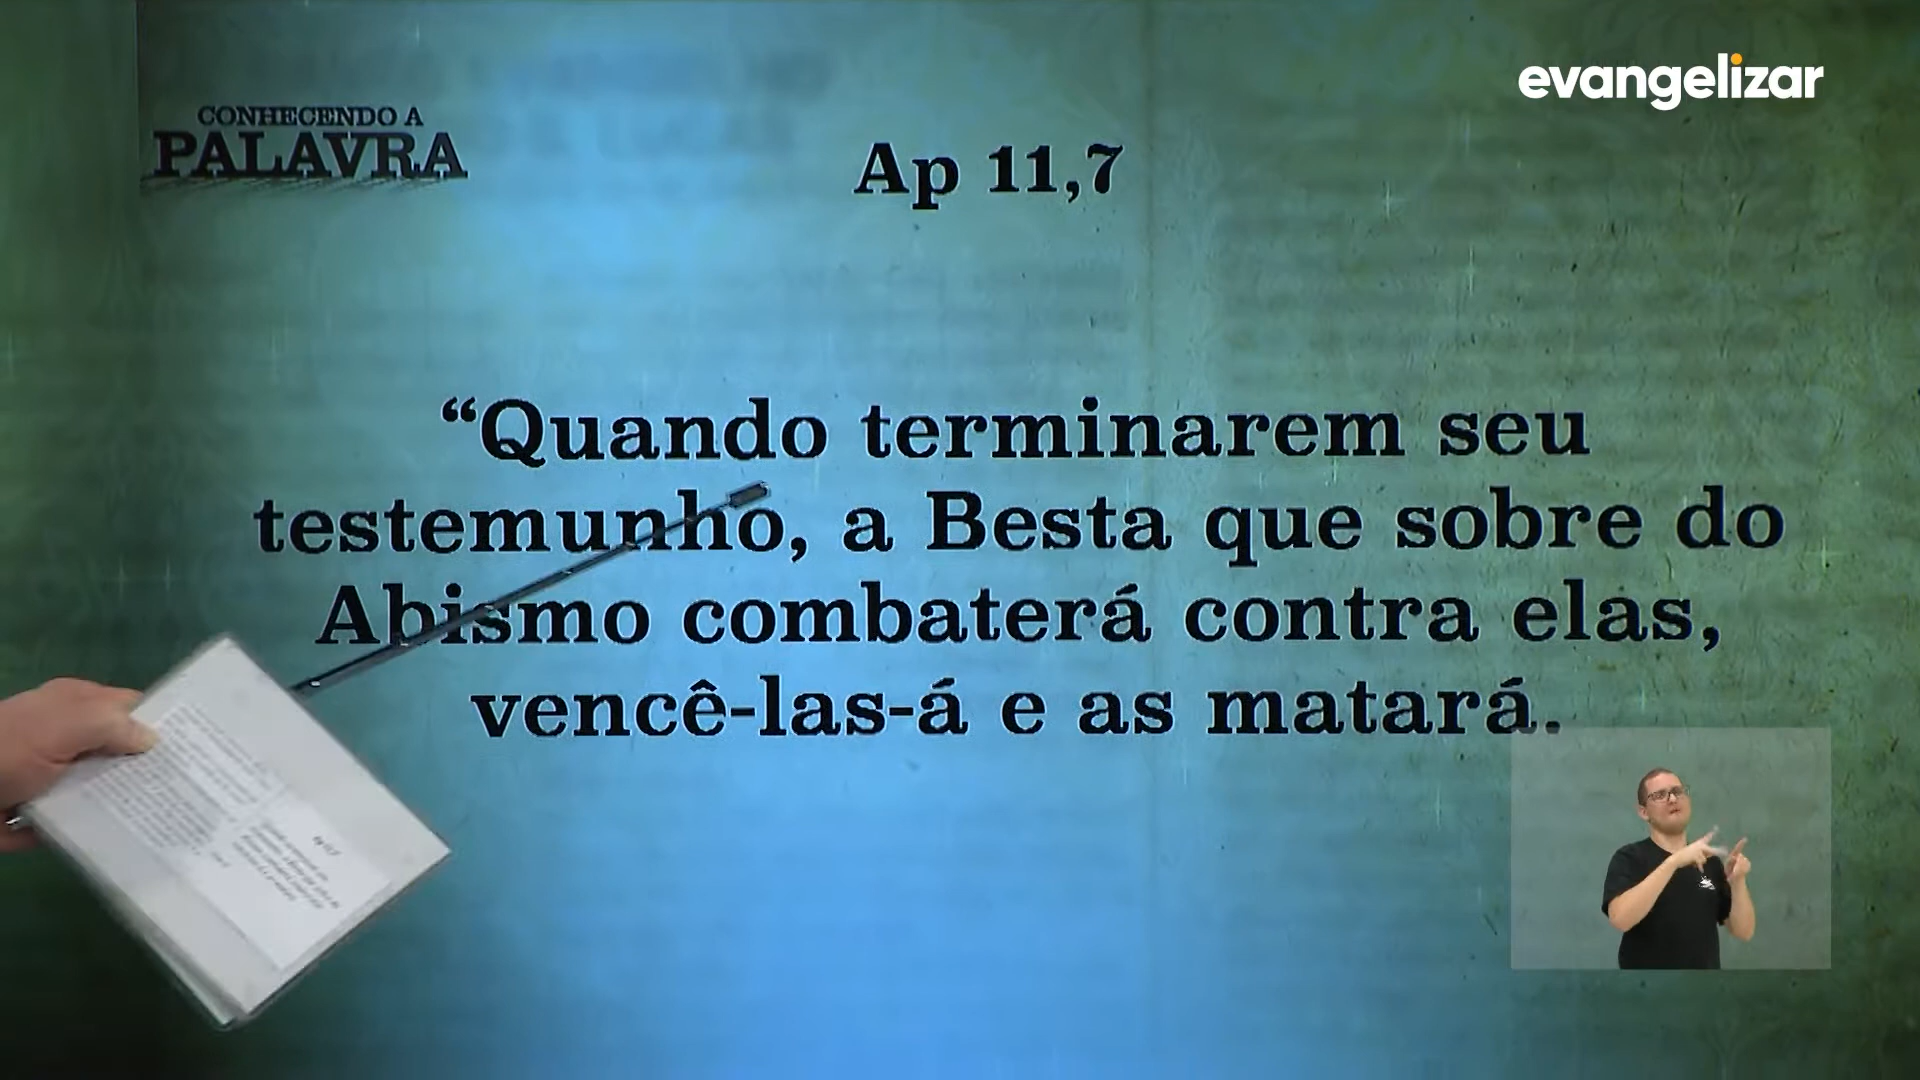 evangelizar
CONHECENDO A
PALAVRA
Ap 11,7
“Quando terminarem seu
testemunho, a Besta que sobre do
Abismo combaterá contra elas,
vencê-las-á e as matará.